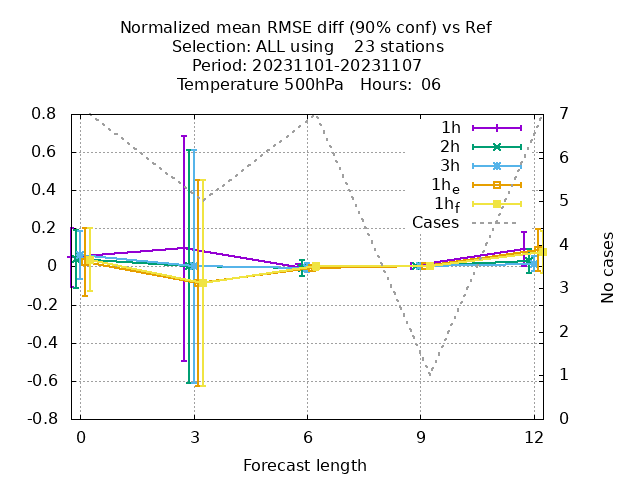 Normalized mean RMSE diff (90% conf) vs Ref
Selection: ALL using 23 stations
Period: 20231101-20231107
Temperature 500hPa Hours: 06
0.8
0.6
0.4
0.2
0
-0.2
-0.4
-0.6
-0.8
7
6
5
4
3
2
1
0
1h
2h
3h
1he
1hf
Cases
No cases
0 3 6 9 12
Forecast length